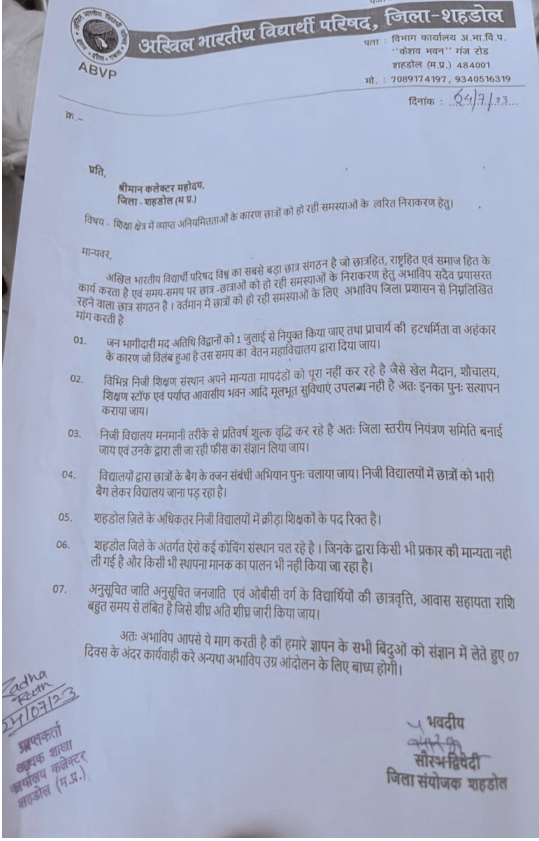 अखिल भारतीय विद्यार्थी परिषद, जिला-शहडोल
ABVP
पता : विभाग कार्यालय अ.भा.वि.प.
"केशव भवन" गंज रोड
शहडोल (म.प्र.) 484001
मो. : 7089174197, 9340516319
दिनांक : 24/7/23
क्र.–
प्रति,
श्रीमान कलेक्टर महोदय,
जिला - शहडोल (म प्र.)
विषय - शिक्षा क्षेत्र में व्याप्त अनियमितताओं के कारण छात्रों को हो रही समस्याओं के त्वरित निराकरण हेतु।
मान्यवर,
अखिल भारतीय विद्यार्थी परिषद विश्व का सबसे बड़ा छात्र संगठन है जो छात्रहित, राष्ट्रहित एवं समाज हित के
कार्य करता है एवं समय-समय पर छात्र -छात्राओं को हो रही समस्याओं के निराकरण हेतु अभाविप सदैव प्रयासरत
रहने वाला छात्र संगठन है । वर्तमान में छात्रों को हो रही समस्याओं के लिए अभाविप जिला प्रशासन से निम्नलिखित
मांग करती है
01. जन भागीदारी मद अतिथि विद्वानों को 1 जुलाई से नियुक्त किया जाए तथा प्राचार्य की हटधर्मिता वा अहंकार
के कारण जो विलंब हुआ है उस समय का वेतन महाविद्यालय द्वारा दिया जाय।
02. विभिन्न निजी शिक्षण संस्थान अपने मान्यता मापदंडों को पूरा नहीं कर रहे है जैसे खेल मैदान, शौचालय,
शिक्षण स्टॉफ एवं पर्याप्त आवासीय भवन आदि मूलभूत सुविधाएं उपलब्ध नही है अतः इनका पुनः सत्यापन
कराया जाय।
03. निजी विद्यालय मनमानी तरीके से प्रतिवर्ष शुल्क वृद्धि कर रहे है अतः जिला स्तरीय नियंत्रण समिति बनाई
जाय एवं उनके द्वारा ली जा रही फीस का संज्ञान लिया जाय।
04. विद्यालयों द्वारा छात्रों के बैग के वजन संबंधी अभियान पुनः चलाया जाय। निजी विद्यालयों में छात्रों को भारी
बैग लेकर विद्यालय जाना पड़ रहा है।
05. शहडोल ज़िले के अधिकतर निजी विद्यालयों में क्रीड़ा शिक्षकों के पद रिक्त है।
06. शहडोल जिले के अंतर्गत ऐसे कई कोचिंग संस्थान चल रहे है । जिनके द्वारा किसी भी प्रकार की मान्यता नही
ली गई है और किसी भी स्थापना मानक का पालन भी नही किया जा रहा है।
07. अनुसूचित जाति अनुसूचित जनजाति एवं ओबीसी वर्ग के विद्यार्थियों की छात्रवृत्ति, आवास सहायता राशि
बहुत समय से लंबित है जिसे शीघ्र अति शीघ्र जारी किया जाय।
अतः अभाविप आपसे ये माग करती है की हमारे ज्ञापन के सभी बिंदुओं को संज्ञान में लेते हुए 07
दिवस के अंदर कार्यवाही करे अन्यथा अभाविप उग्र आंदोलन के लिए बाध्य होगी।
भवदीय
सौरभ द्विवेदी
जिला संयोजक शहडोल
24/07/23
प्राप्तकर्ता
शाखा
कार्यालय कलेक्टर
शहडोल (म.प्र.)